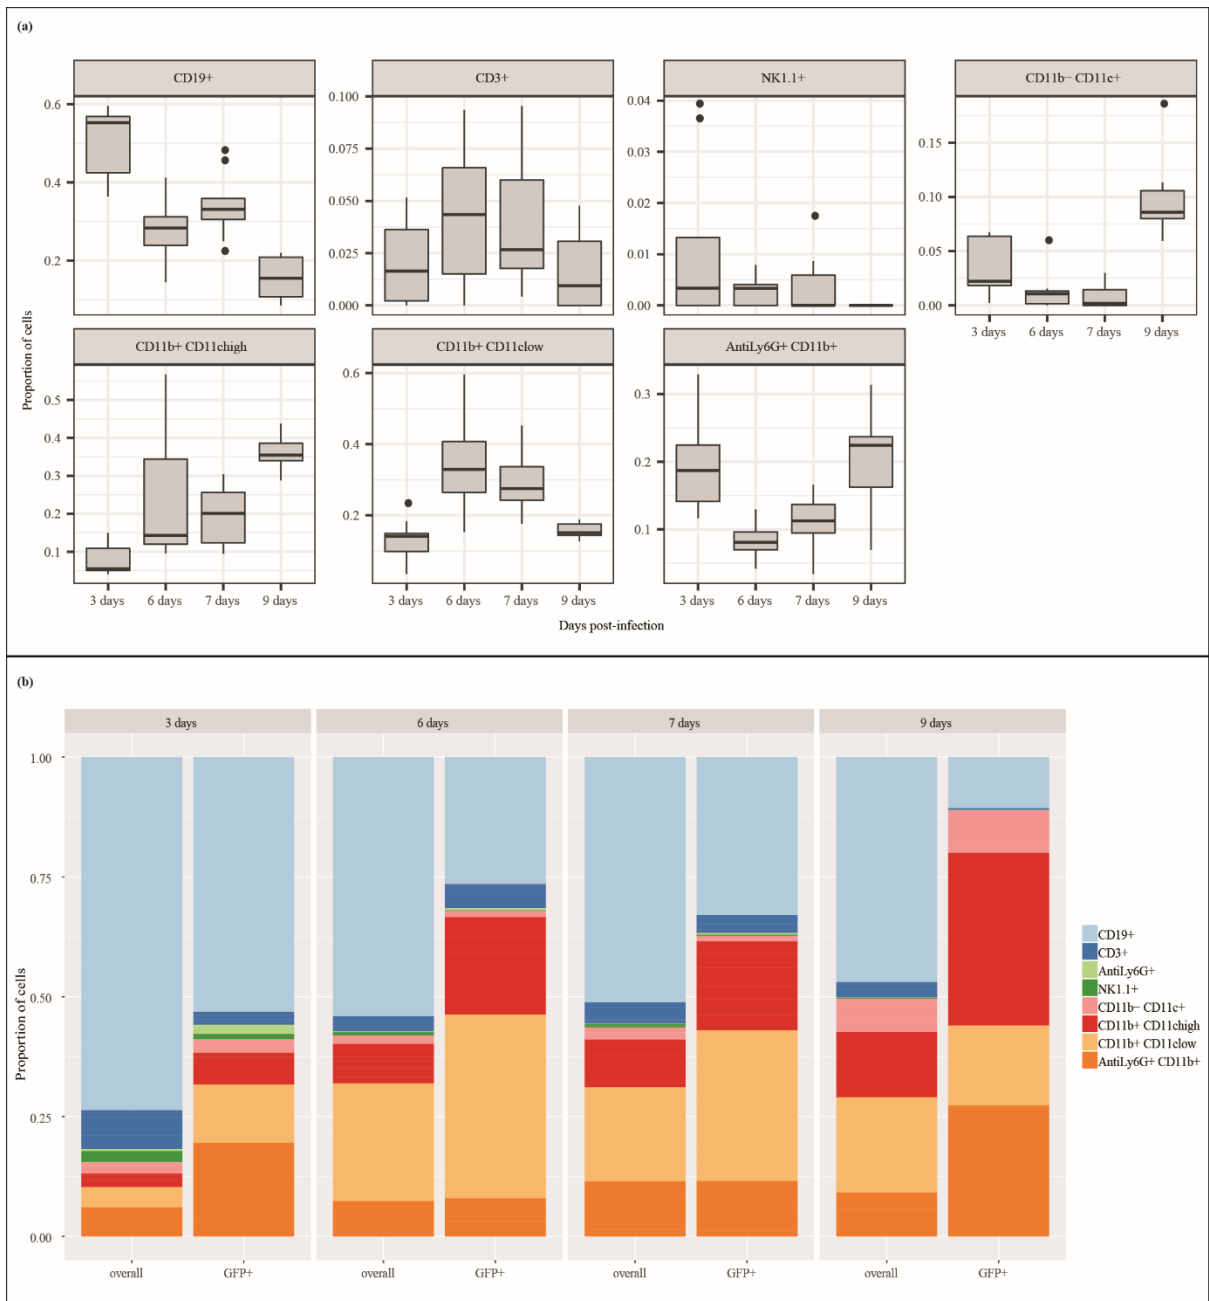 (a)
CD19+
CD3+
NK1.1+
CD11b− CD11c+
0.6
0.4
0.2
0.100
0.075
0.050
0.025
0.000
0.04
0.03
0.02
0.01
0.00
0.15
0.10
0.05
0.00
3 days 6 days 7 days 9 days
CD11b+ CD11chigh
CD11b+ CD11clow
AntiLy6G+ CD11b+
Proportion of cells
0.5
0.4
0.3
0.2
0.1
0.6
0.4
0.2
0.3
0.2
0.1
3 days 6 days 7 days 9 days
3 days 6 days 7 days 9 days
3 days 6 days 7 days 9 days
Days post-infection
(b)
3 days
6 days
7 days
9 days
Proportion of cells
1.00
0.75
0.50
0.25
0.00
overall GFP+ overall GFP+ overall GFP+ overall GFP+
CD19+
CD3+
AntiLy6G+
NK1.1+
CD11b− CD11c+
CD11b+ CD11chigh
CD11b+ CD11clow
AntiLy6G+ CD11b+